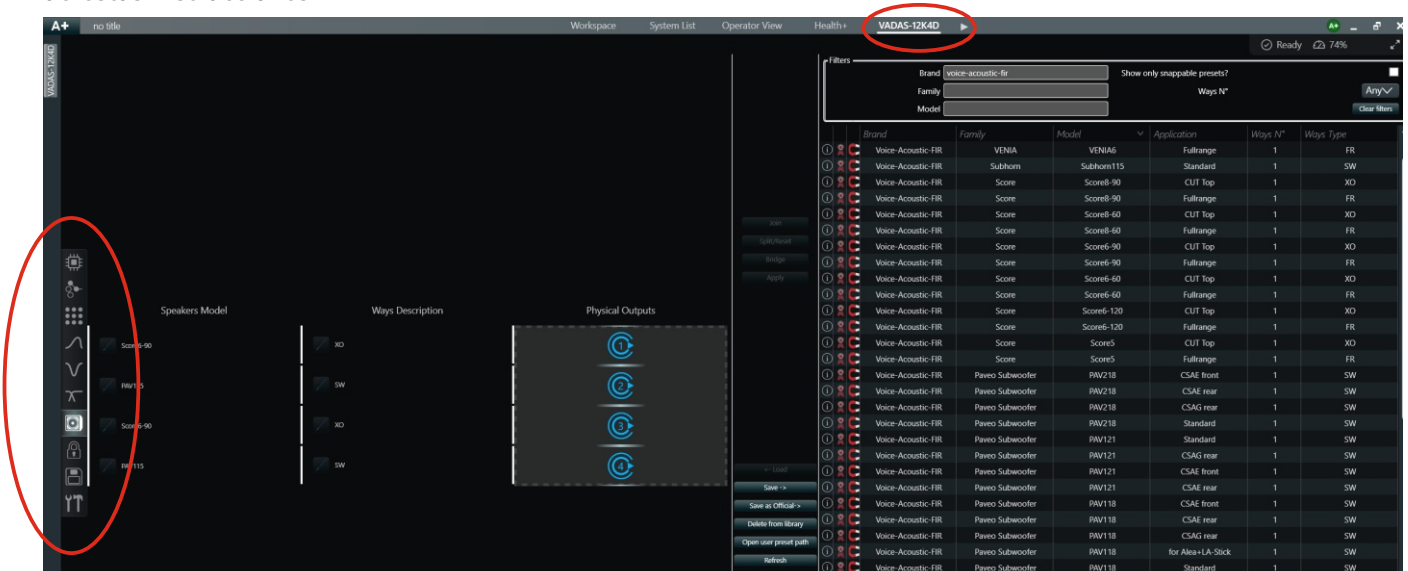 A+ no title Workspace System List Operator View Health+ VADAS-12K4D A+
VADAS-12K4D
Ready 74%
Filters
Brand voice-acoustic-fir Show only snappable presets?
Family Ways N° Any
Model Clear filters
Brand Family Model Application Ways N° Ways Type
Voice-Acoustic-FIR VENIA VENIA6 Fullrange 1 FR
Voice-Acoustic-FIR Subhorn Subhorn115 Standard 1 SW
Voice-Acoustic-FIR Score Score8-90 CUT Top 1 XO
Voice-Acoustic-FIR Score Score8-90 Fullrange 1 FR
Voice-Acoustic-FIR Score Score8-60 CUT Top 1 XO
Voice-Acoustic-FIR Score Score8-60 Fullrange 1 FR
Voice-Acoustic-FIR Score Score6-90 CUT Top 1 XO
Voice-Acoustic-FIR Score Score6-90 Fullrange 1 FR
Voice-Acoustic-FIR Score Score6-60 CUT Top 1 XO
Voice-Acoustic-FIR Score Score6-60 Fullrange 1 FR
Voice-Acoustic-FIR Score Score6-120 CUT Top 1 XO
Voice-Acoustic-FIR Score Score6-120 Fullrange 1 FR
Voice-Acoustic-FIR Score Score5 CUT Top 1 XO
Voice-Acoustic-FIR Score Score5 Fullrange 1 FR
Voice-Acoustic-FIR Paveo Subwoofer PAV218 CSAE front 1 SW
Voice-Acoustic-FIR Paveo Subwoofer PAV218 CSAE rear 1 SW
Voice-Acoustic-FIR Paveo Subwoofer PAV218 CSAG rear 1 SW
Voice-Acoustic-FIR Paveo Subwoofer PAV218 Standard 1 SW
Voice-Acoustic-FIR Paveo Subwoofer PAV121 Standard 1 SW
Voice-Acoustic-FIR Paveo Subwoofer PAV121 CSAG rear 1 SW
Voice-Acoustic-FIR Paveo Subwoofer PAV121 CSAE front 1 SW
Voice-Acoustic-FIR Paveo Subwoofer PAV121 CSAE rear 1 SW
Voice-Acoustic-FIR Paveo Subwoofer PAV118 CSAE front 1 SW
Voice-Acoustic-FIR Paveo Subwoofer PAV118 CSAE rear 1 SW
Voice-Acoustic-FIR Paveo Subwoofer PAV118 CSAG rear 1 SW
Voice-Acoustic-FIR Paveo Subwoofer PAV118 for Alea+LA-Stick 1 SW
Voice-Acoustic-FIR Paveo Subwoofer PAV118 Standard 1 SW
Join
Split/Reset
Bridge
Apply
Speakers Model Ways Description Physical Outputs
Score6-90 XO 1
PAV115 SW 2
Score6-90 XO 3
PAV115 SW 4
<- Load
Save ->
Save as Official->
Delete from library
Open user preset path
Refresh